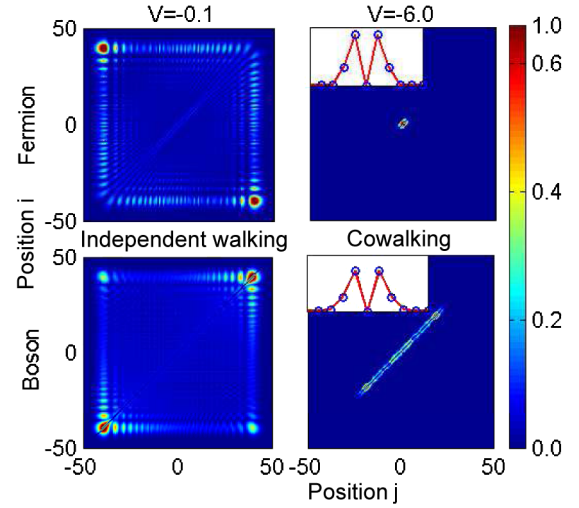 V=-0.1 V=-6.0
50 1.0
0.6
Fermion 0
0.4
-50
Position i Independent walking Cowalking
50
0.2
Boson 0
-50 0.0
-50 0 50 -50 0 50
Position j